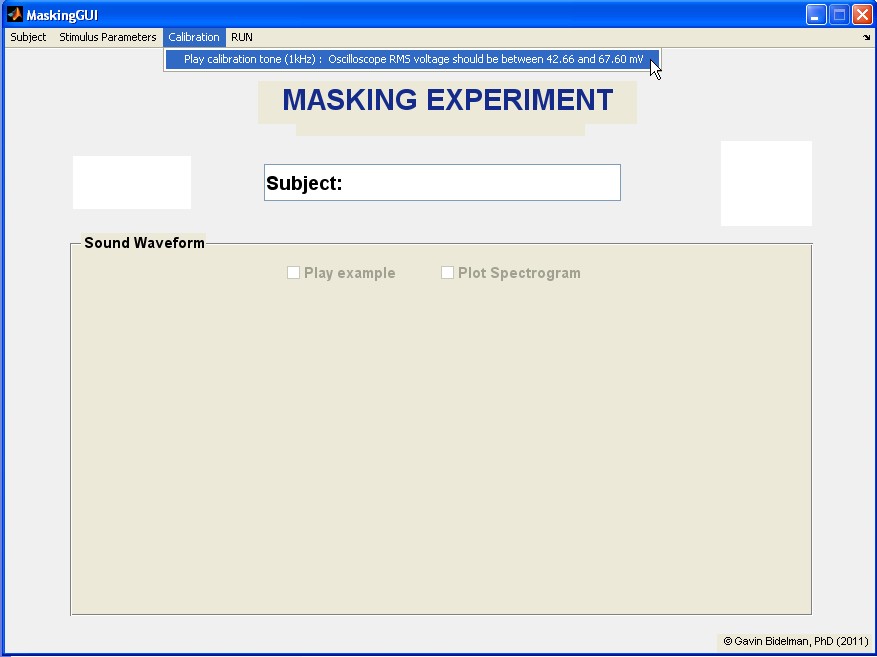 MaskingGUI
Subject Stimulus Parameters Calibration RUN
Play calibration tone (1kHz) : Oscilloscope RMS voltage should be between 42.66 and 67.60 mV
MASKING EXPERIMENT
Subject:
Sound Waveform
Play example Plot Spectrogram
© Gavin Bidelman, PhD (2011)